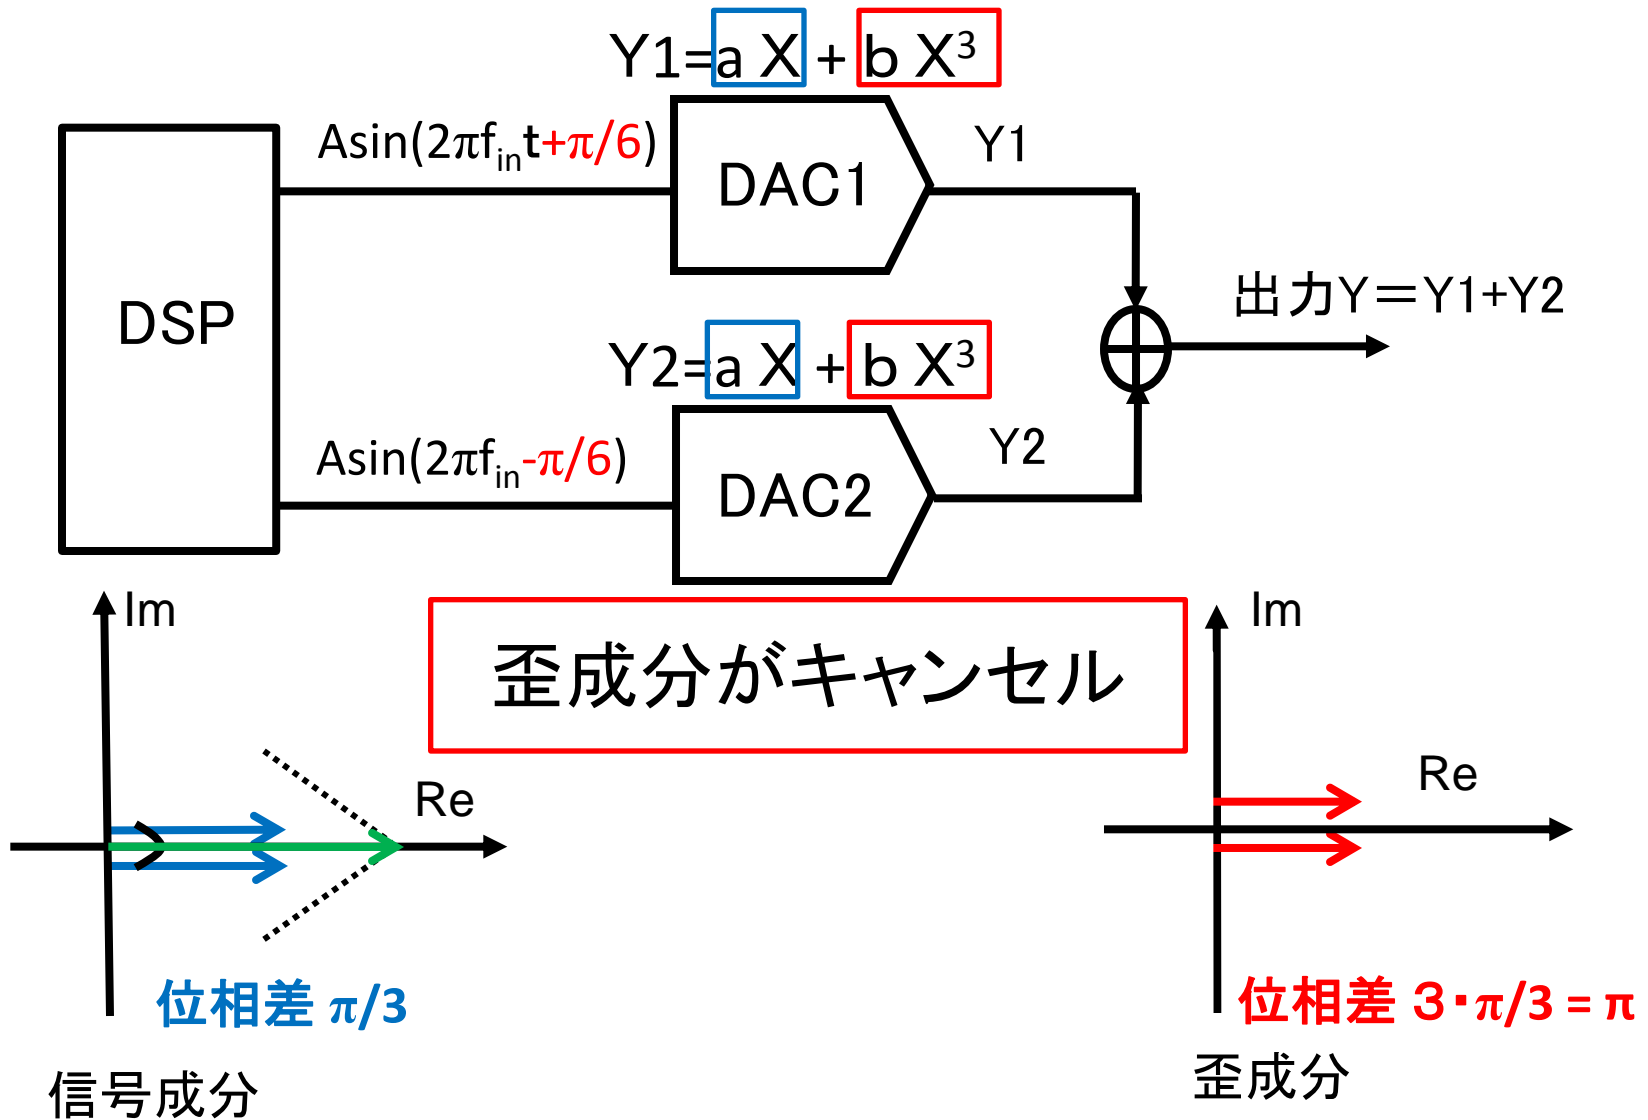 Y1=a X + b X³
Asin(2πf_in t+π/6)
DAC1
Y1
DSP
出力Y=Y1+Y2
Y2=a X + b X³
Asin(2πf_in-π/6)
DAC2
Y2
Im
歪成分がキャンセル
Im
Re
Re
位相差 π/3
位相差 3・π/3 = π
信号成分
歪成分